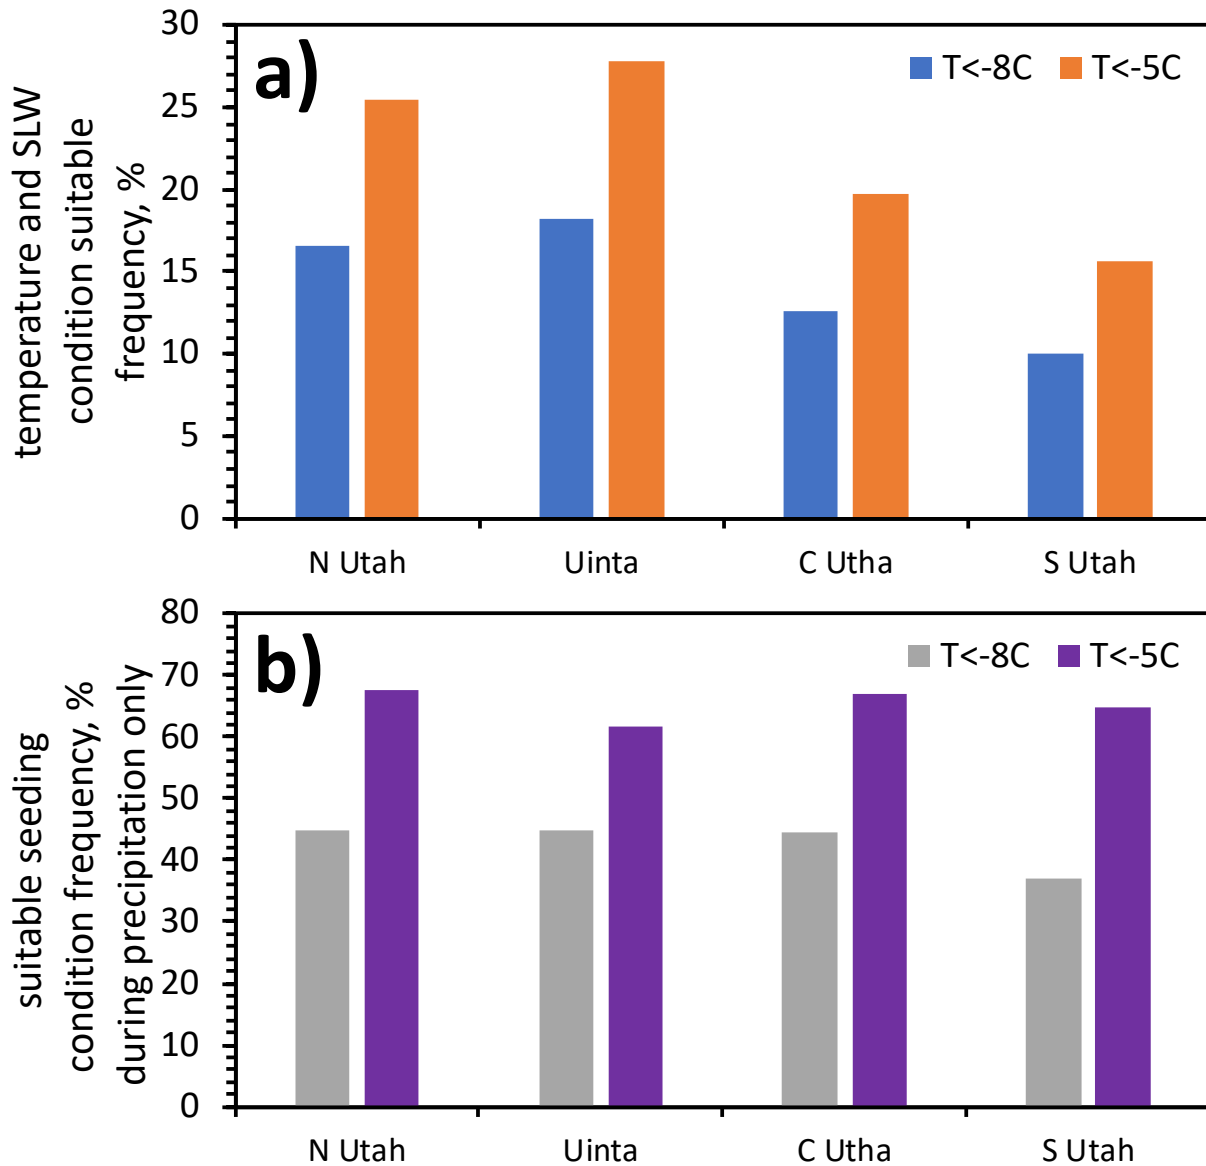 a)
T<-8C T<-5C
temperature and SLW
condition suitable
frequency, %
30
25
20
15
10
5
0
N Utah Uinta C Utha S Utah
b)
T<-8C T<-5C
suitable seeding
condition frequency, %
during precipitation only
80
70
60
50
40
30
20
10
0
N Utah Uinta C Utha S Utah